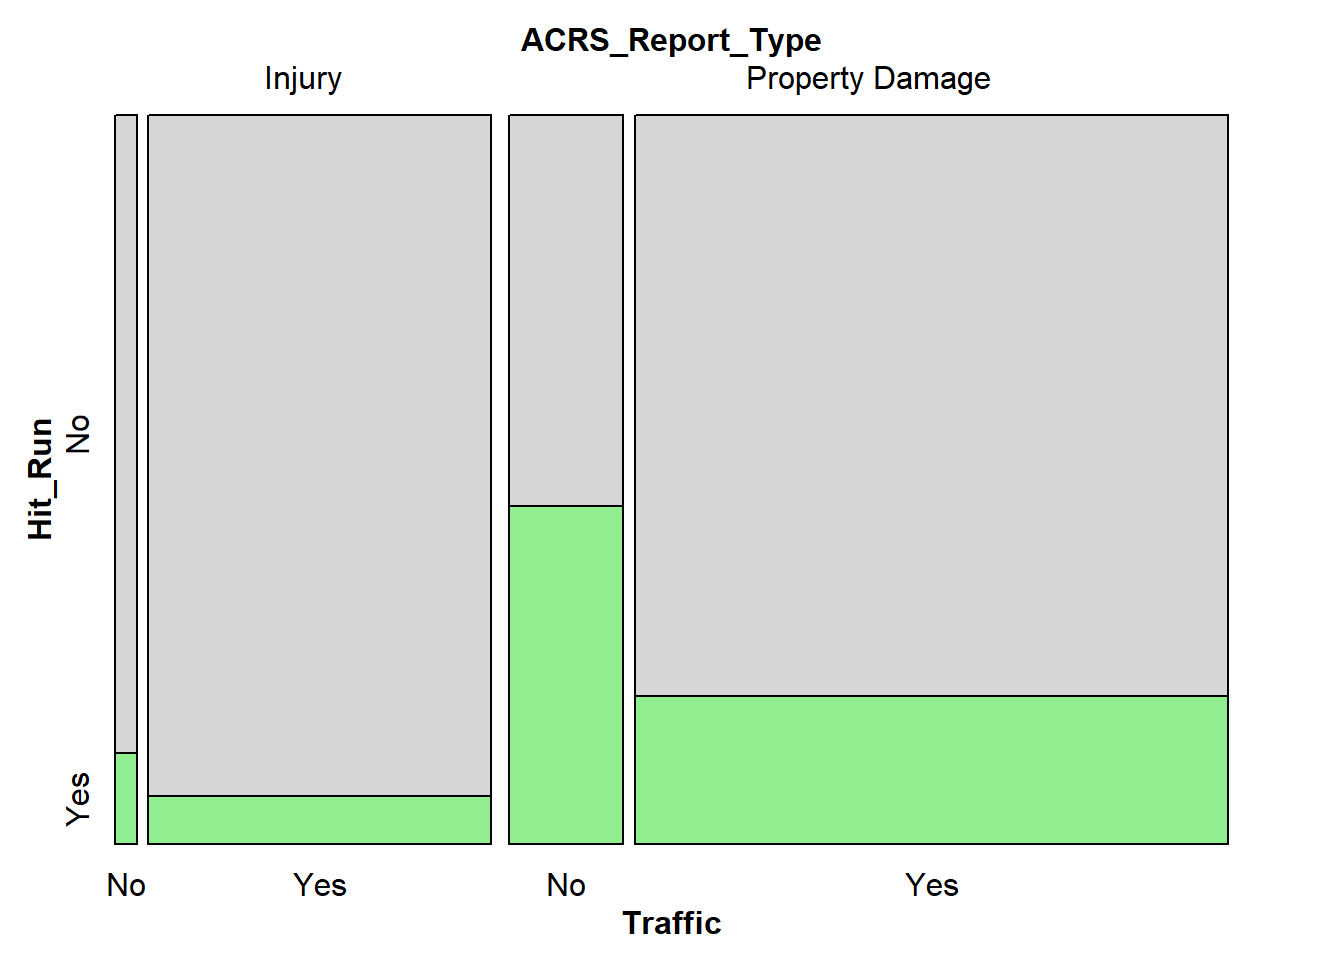 ACRS_Report_Type
Injury Property Damage
Hit_Run
No
Yes
No Yes No Yes
Traffic